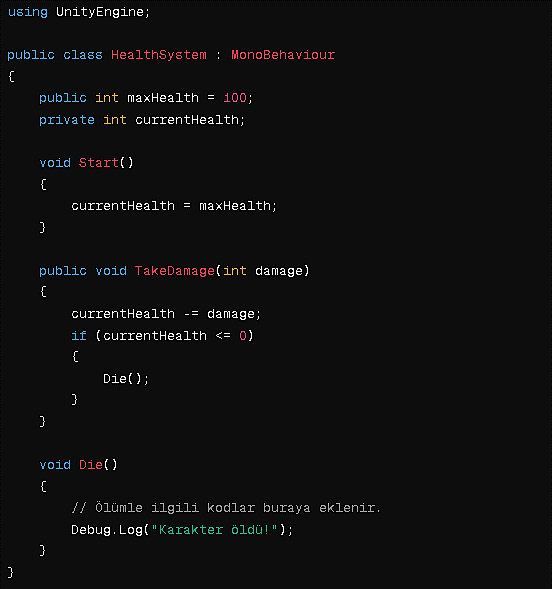 using UnityEngine;
public class HealthSystem : MonoBehaviour
{
public int maxHealth = 100;
private int currentHealth;
void Start()
{
currentHealth = maxHealth;
}
public void TakeDamage(int damage)
{
currentHealth -= damage;
if (currentHealth <= 0)
{
Die();
}
}
void Die()
{
// Ölümle ilgili kodlar buraya eklenir.
Debug.Log("Karakter öldü!");
}
}